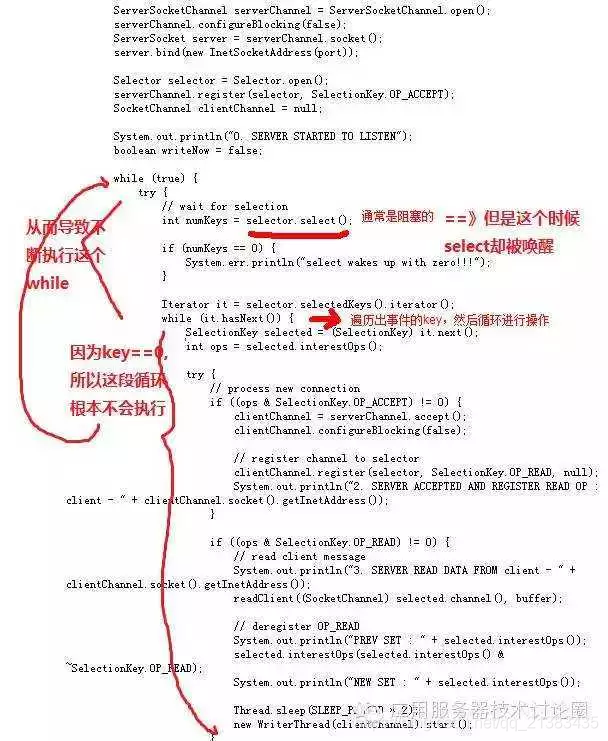 ServerSocketChannel serverChannel = ServerSocketChannel.open();
serverChannel.configureBlocking(false);
ServerSocket server = serverChannel.socket();
server.bind(new InetSocketAddress(port));
Selector selector = Selector.open();
serverChannel.register(selector, SelectionKey.OP_ACCEPT);
SocketChannel clientChannel = null;
System.out.println("0. SERVER STARTED TO LISTEN");
boolean writeNow = false;
while (true) {
try {
// wait for selection
int numKeys = selector.select(); 通常是阻塞的 ==》但是这个时候
select却被唤醒
从而导致不
断执行这个
while
if (numKeys == 0) {
System.err.println("select wakes up with zero!!!");
}
Iterator it = selector.selectedKeys().iterator();
while (it.hasNext()) { 遍历出事件的key，然后循环进行操作
SelectionKey selected = (SelectionKey) it.next();
int ops = selected.interestOps();
因为key==0,
所以这段循环
根本不会执行
try {
// process new connection
if ((ops & SelectionKey.OP_ACCEPT) != 0) {
clientChannel = serverChannel.accept();
clientChannel.configureBlocking(false);
// register channel to selector
clientChannel.register(selector, SelectionKey.OP_READ, null);
System.out.println("2. SERVER ACCEPTED AND REGISTER READ OP :
client - " + clientChannel.socket().getInetAddress());
}
if ((ops & SelectionKey.OP_READ) != 0) {
// read client message
System.out.println("3. SERVER READ DATA FROM client - " +
clientChannel.socket().getInetAddress());
readClient((SocketChannel) selected.channel(), buffer);
// deregister OP_READ
System.out.println("PREV SET : " + selected.interestOps());
selected.interestOps(selected.interestOps() &
~SelectionKey.OP_READ);
System.out.println("NEW SET : " + selected.interestOps());
Thread.sleep(SLEEP_PERIOD * 2);
new WriterThread(clientChannel).start();
}
应用服务器技术讨论圈